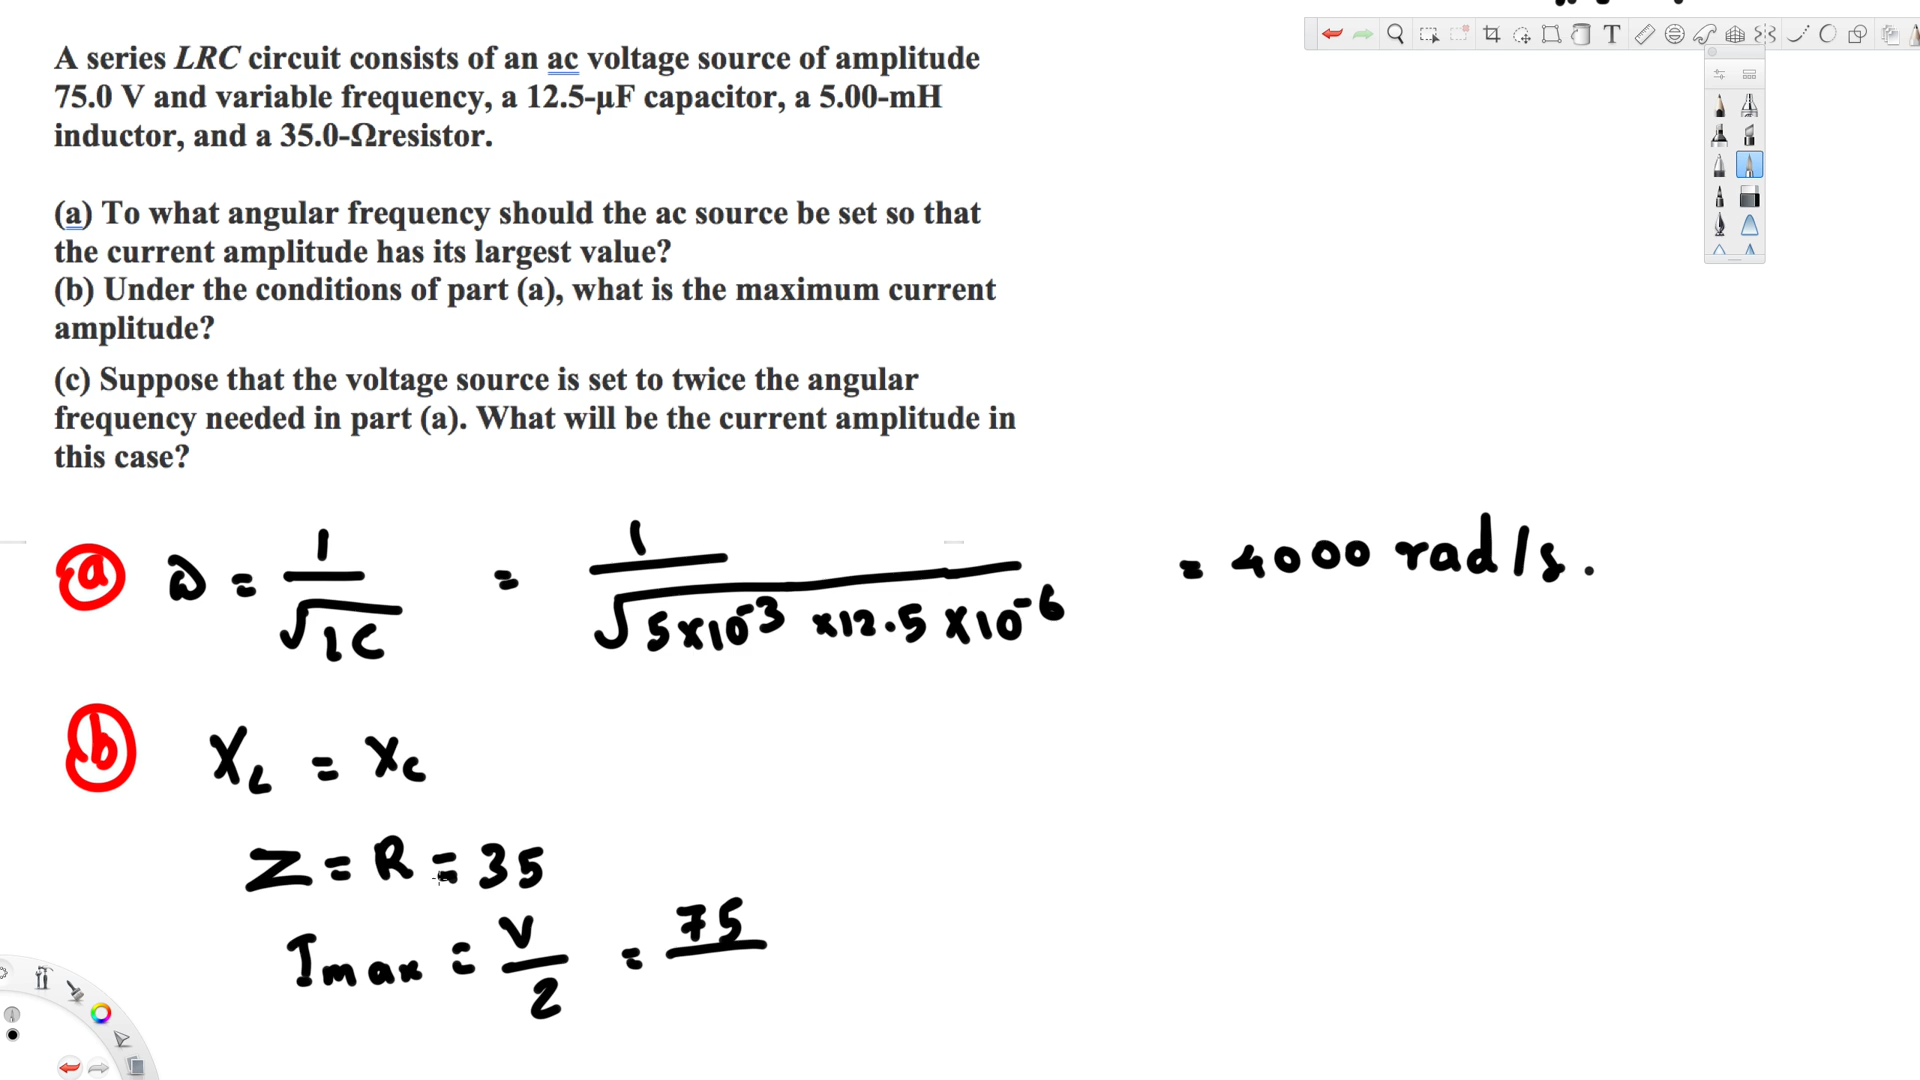 A series LRC circuit consists of an ac voltage source of amplitude
75.0 V and variable frequency, a 12.5-μF capacitor, a 5.00-mH
inductor, and a 35.0-Ωresistor.
(a) To what angular frequency should the ac source be set so that
the current amplitude has its largest value?
(b) Under the conditions of part (a), what is the maximum current
amplitude?
(c) Suppose that the voltage source is set to twice the angular
frequency needed in part (a). What will be the current amplitude in
this case?
(a) ω = 1/√LC = 1/√5×10⁻³ ×12.5 ×10⁻⁶ = 4000 rad/s.
(b) X_L = X_C
Z = R = 35
I max = V/Z = 75